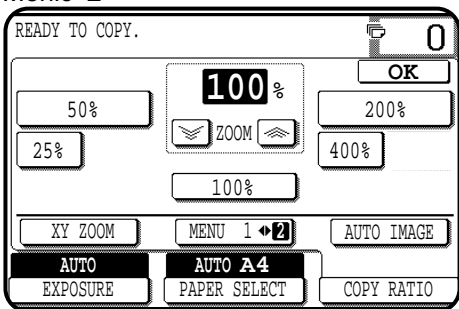 READY TO COPY.
0
OK
100 %
50%
200%
ZOOM
25%
400%
100%
XY ZOOM
MENU 1 2
AUTO IMAGE
AUTO
AUTO A4
EXPOSURE
PAPER SELECT
COPY RATIO